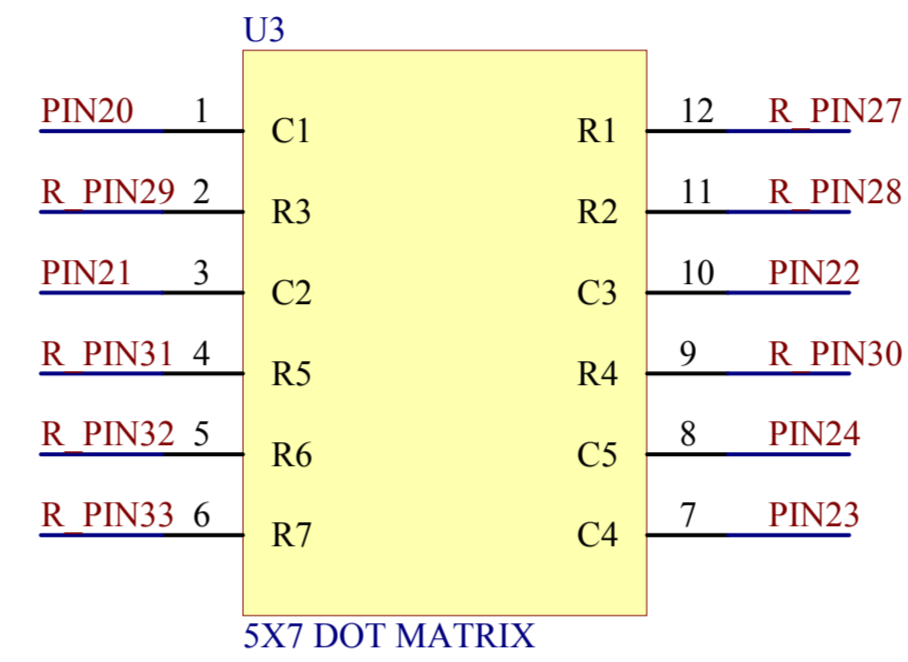 U3
PIN20 1 C1 R1 12 R_PIN27
R_PIN29 2 R3 R2 11 R_PIN28
PIN21 3 C2 C3 10 PIN22
R_PIN31 4 R5 R4 9 R_PIN30
R_PIN32 5 R6 C5 8 PIN24
R_PIN33 6 R7 C4 7 PIN23
5X7 DOT MATRIX